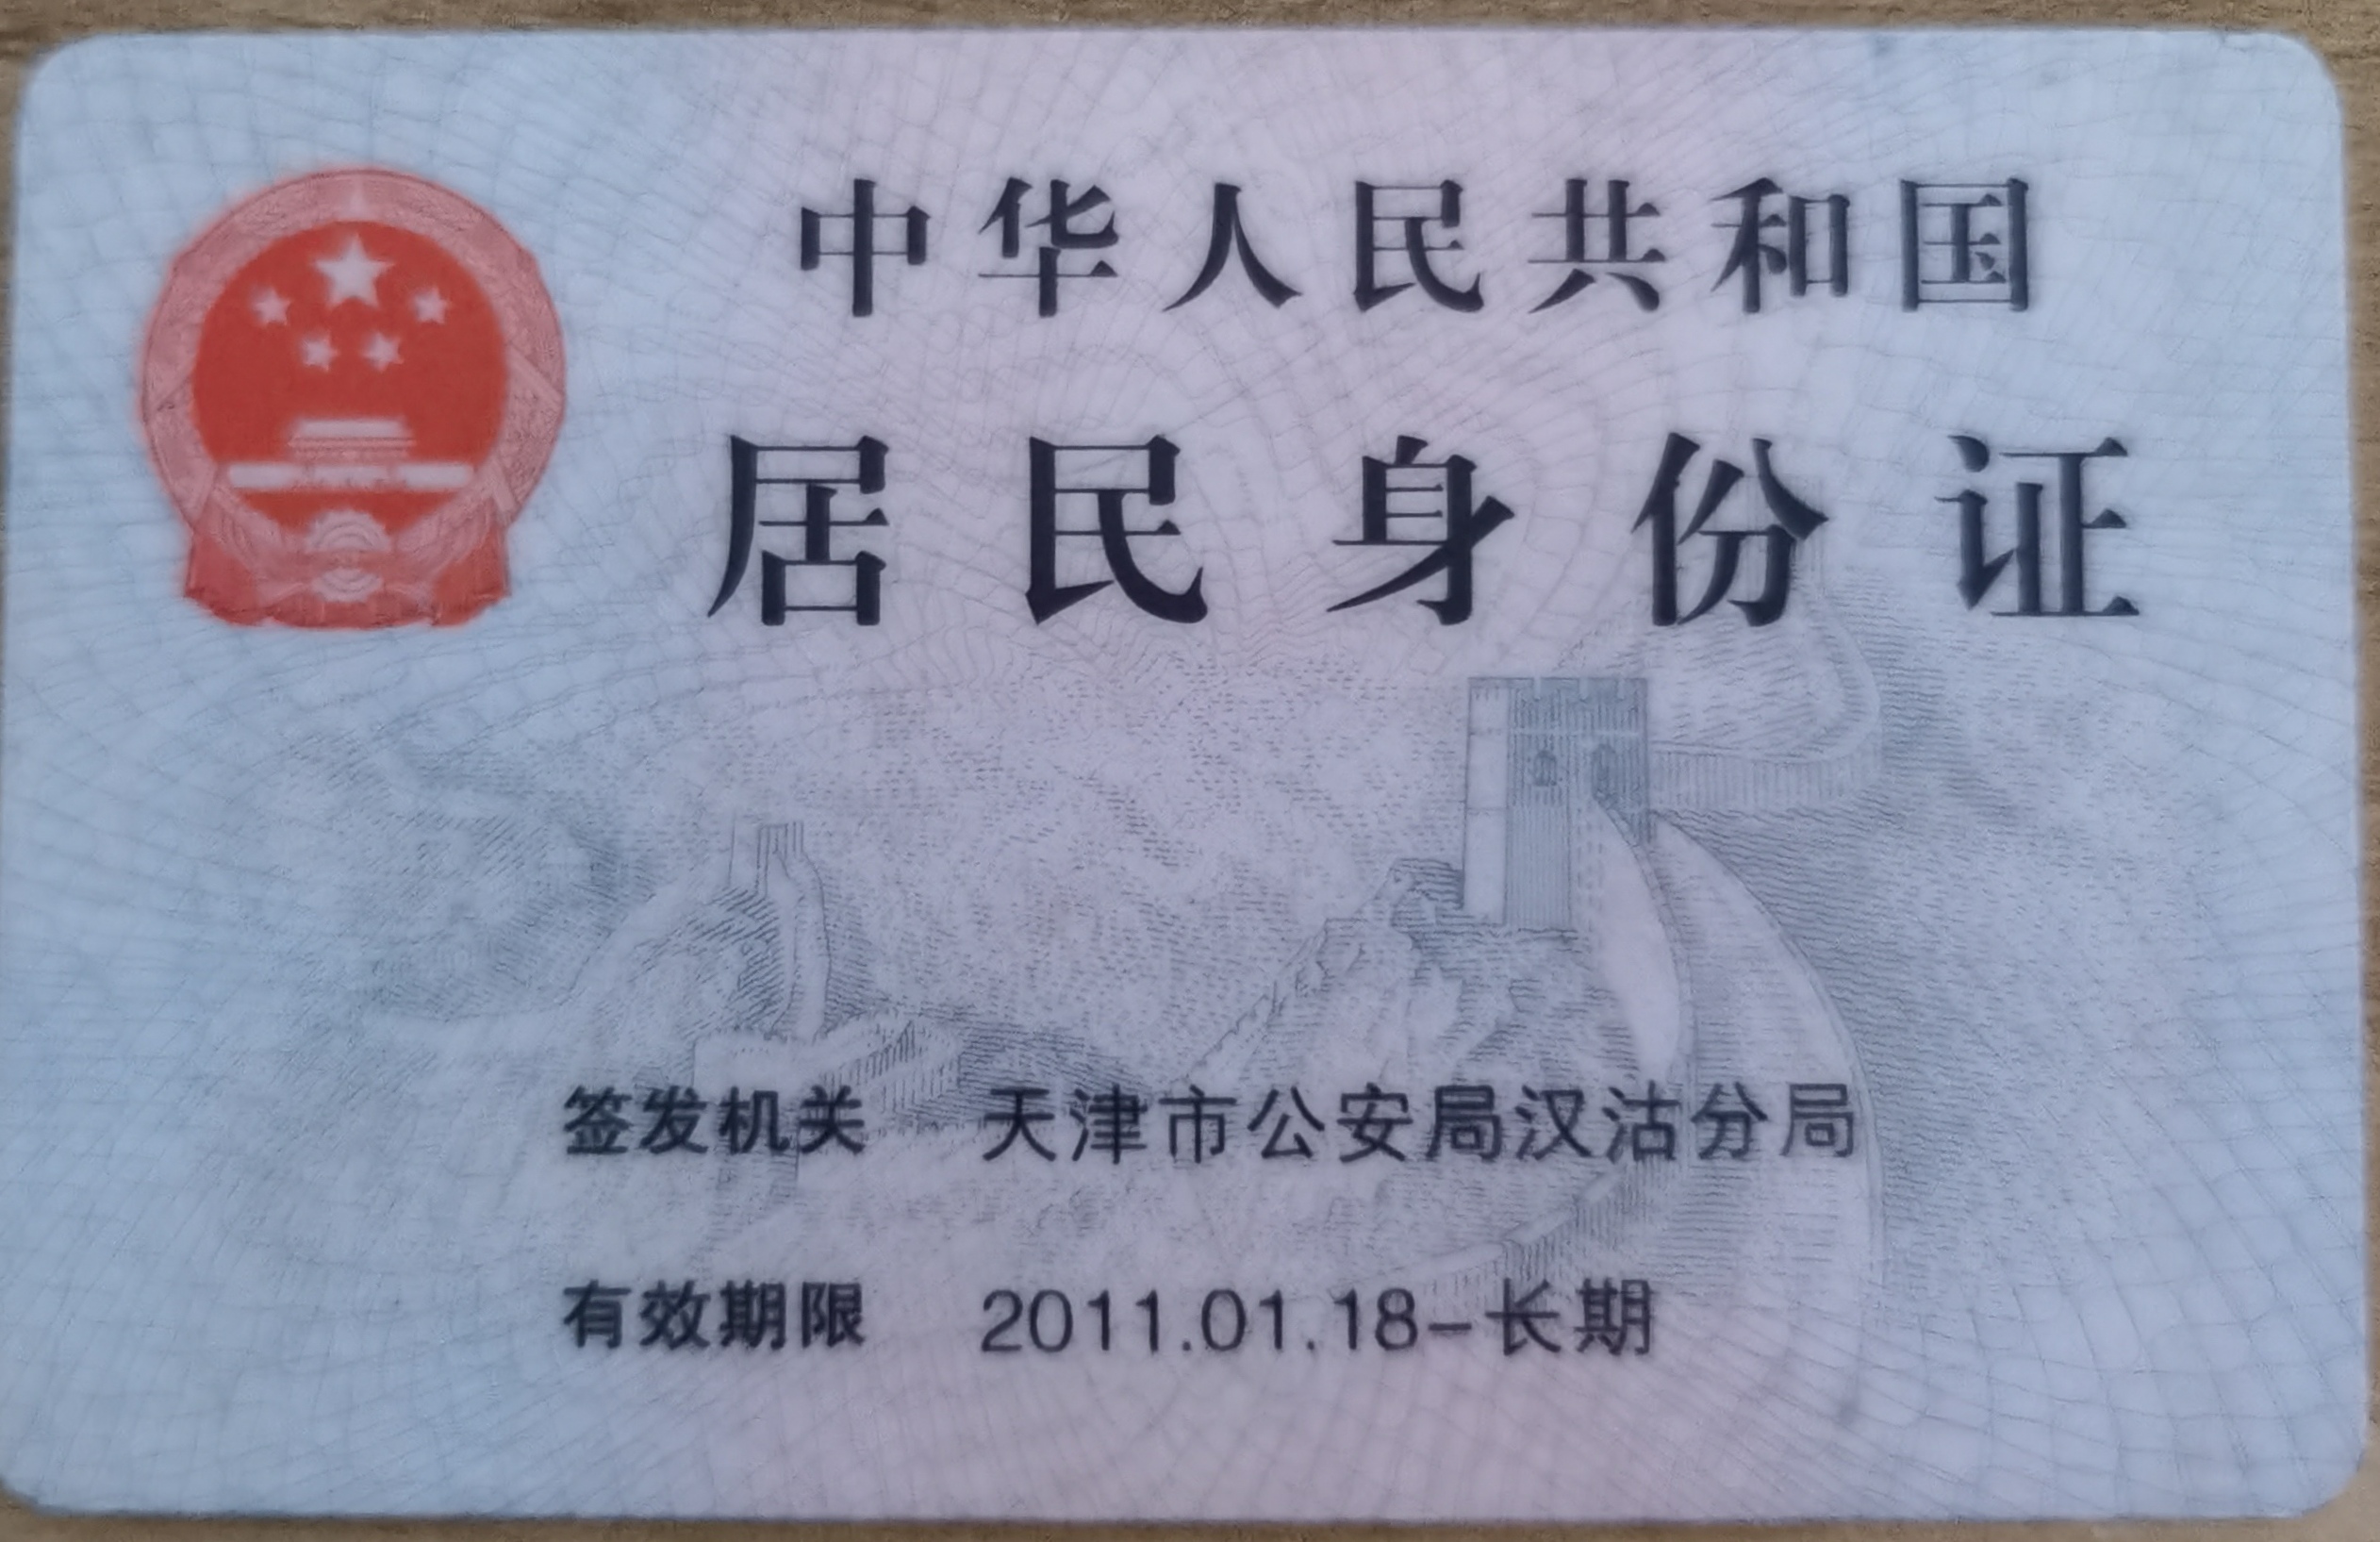 中华人民共和国
居民身份证
签发机关 天津市公安局汉沽分局
有效期限 2011.01.18-长期